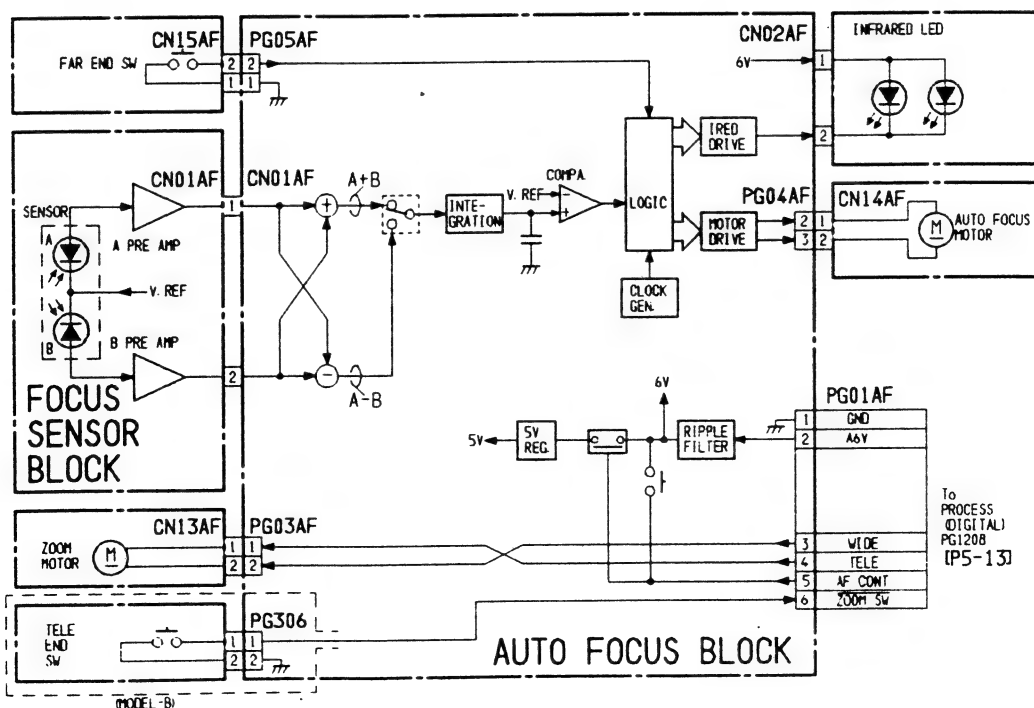 CN15AF
PG05AF
FAR END SW
2 2
1 1
CN02AF
6V
1
2
INFRARED LED
CN01AF
CN01AF
SENSOR
A
B
A PRE AMP
V. REF
B PRE AMP
1
2
FOCUS
SENSOR
BLOCK
A+B
+
−
A−B
INTE-
GRATION
V. REF
COMPA.
−
+
LOGIC
CLOCK
GEN.
IRED
DRIVE
MOTOR
DRIVE
PG04AF
CN14AF
2 1
3 2
M
AUTO FOCUS
MOTOR
5V
5V
REG.
6V
RIPPLE
FILTER
PG01AF
1 GND
2 A6V
3 WIDE
4 TELE
5 AF CONT
6 ZOOM SW
To
PROCESS
(DIGITAL)
PG1208
[P5-13]
CN13AF
PG03AF
ZOOM
MOTOR
M
1 1
2 2
TELE
END
SW
PG306
1 1
2 2
(MODEL-B)
AUTO FOCUS BLOCK